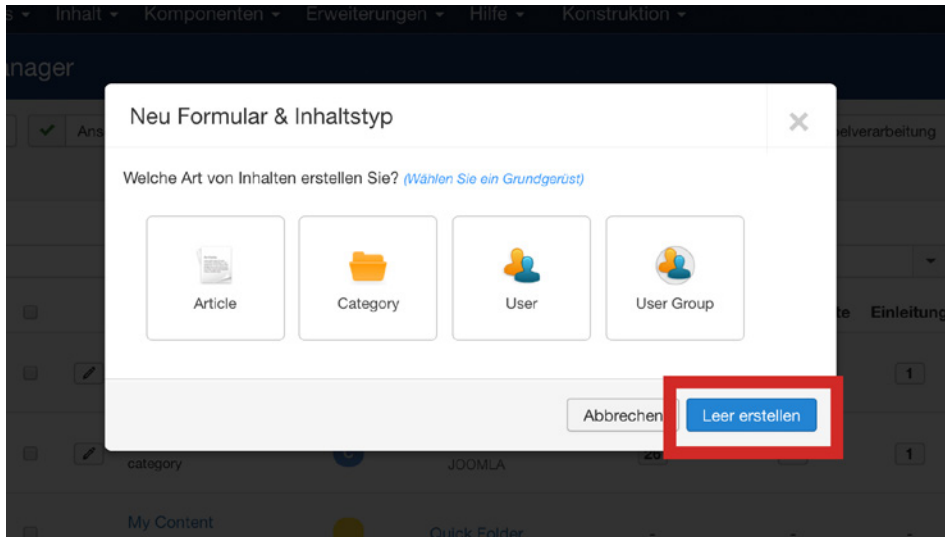 s Inhalt Komponenten Erweiterungen Hilfe Konstruktion
anager
Neu Formular & Inhaltstyp
Ans
elverarbeitung
Welche Art von Inhalten erstellen Sie? (Wählen Sie ein Grundgerüst)
Article Category User User Group
te Einleitung
1
Abbrechen Leer erstellen
category C JOOMLA 26 1
My Content Quick Folder - - -